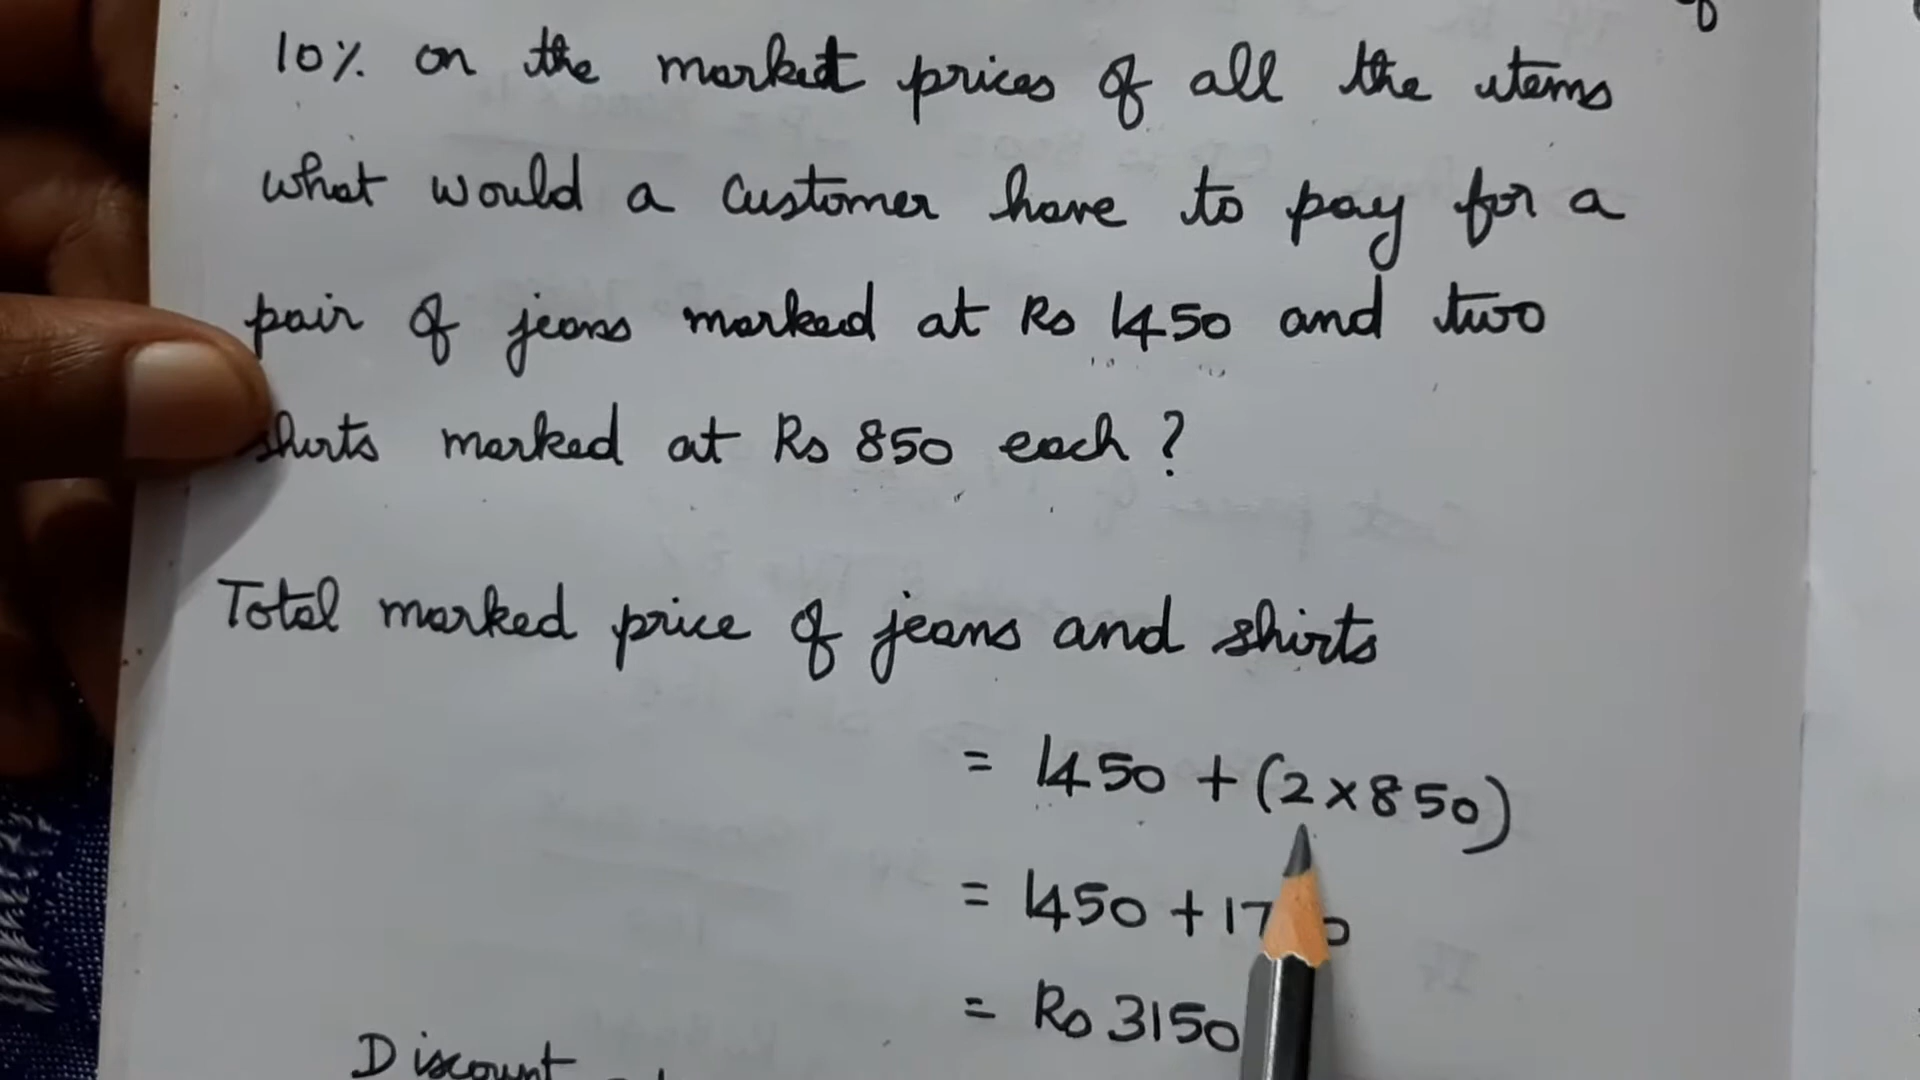 10% on the market prices of all the items
what would a customer have to pay for a
pair of jeans marked at Rs 1450 and two
shirts marked at Rs 850 each?
Total marked price of jeans and shirts
= 1450 + (2×850)
= 1450 +
= Rs 3150
Discount